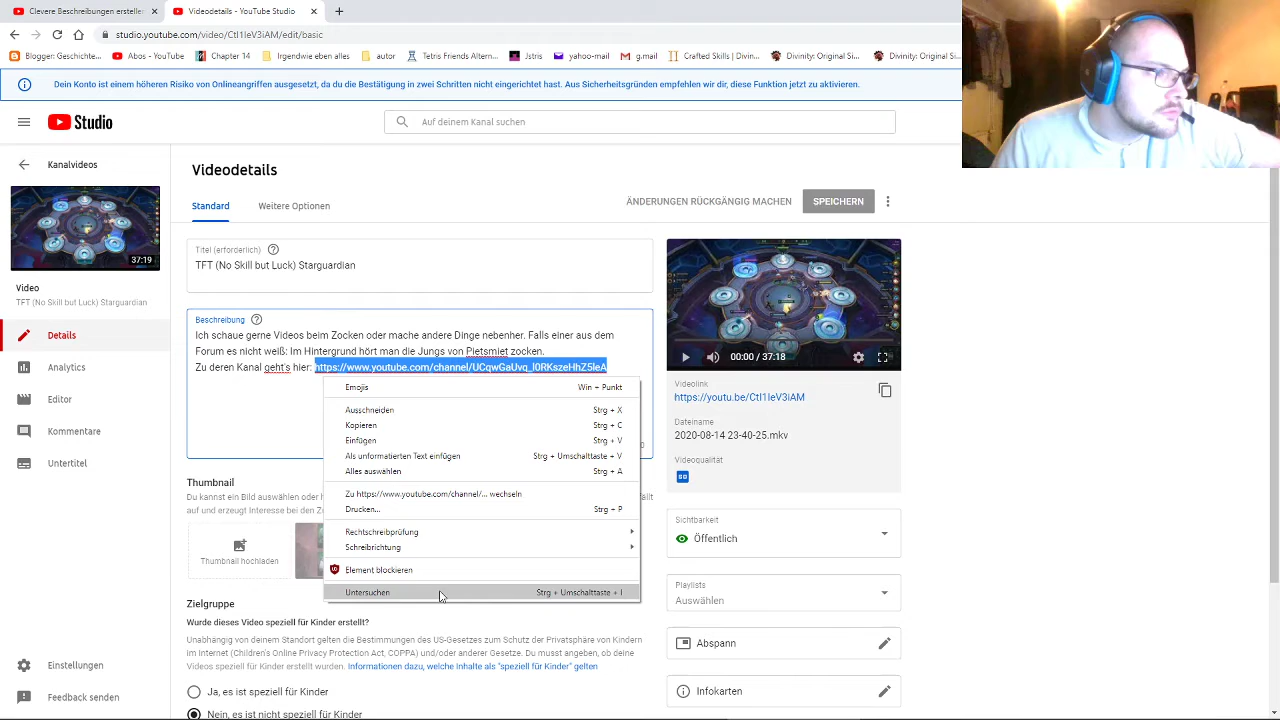 Clevere Beschreibungen erstelle
Videodetails - YouTube Studio
studio.youtube.com/video/CtI1IeV3iAM/edit/basic
Blogger: Geschichte...
Abos - YouTube
Chapter 14
Irgendwie eben alles
autor
Tetris Friends Altern...
Jstris
yahoo-mail
g.mail
Crafted Skills | Divin...
Divinity: Original Si...
Divinity: Original S
Dein Konto ist einem höheren Risiko von Onlineangriffen ausgesetzt, da du die Bestätigung in zwei Schritten nicht eingerichtet hast. Aus Sicherheitsgründen empfehlen wir dir, diese Funktion jetzt zu aktivieren.
Studio
Auf deinem Kanal suchen
Kanalvideos
37:19
Video
TFT (No Skill but Luck) Starguardian
Details
Analytics
Editor
Kommentare
Untertitel
Einstellungen
Feedback senden
Videodetails
Standard
Weitere Optionen
ÄNDERUNGEN RÜCKGÄNGIG MACHEN
SPEICHERN
Titel (erforderlich)
TFT (No Skill but Luck) Starguardian
Beschreibung
Ich schaue gerne Videos beim Zocken oder mache andere Dinge nebenher. Falls einer aus dem
Forum es nicht weiß: Im Hintergrund hört man die Jungs von Pietsmiet zocken.
Zu deren Kanal geht's hier: https://www.youtube.com/channel/UCqwGaUvq_l0RKszeHhZ5leA
Emojis Win + Punkt
Ausschneiden Strg + X
Kopieren Strg + C
Einfügen Strg + V
Als unformatierten Text einfügen Strg + Umschalttaste + V
Alles auswählen Strg + A
Zu https://www.youtube.com/channel/... wechseln
Drucken... Strg + P
Rechtschreibprüfung
Schreibrichtung
Element blockieren
Untersuchen Strg + Umschalttaste + I
Thumbnail
Du kannst ein Bild auswählen oder
und erzeugt Interesse bei den
Thumbnail hochladen
Zielgruppe
Wurde dieses Video speziell für Kinder erstellt?
Unabhängig von deinem Standort gelten die Bestimmungen des US-Gesetzes zum Schutz der Privatsphäre von Kindern
im Internet (Children's Online Privacy Protection Act, COPPA) und/oder anderer Gesetze. Du musst angeben, ob deine
Videos speziell für Kinder erstellt wurden. Informationen dazu, welche Inhalte als "speziell für Kinder" gelten
Ja, es ist speziell für Kinder
Nein, es ist nicht speziell für Kinder
00:00 / 37:18
Videolink
https://youtu.be/CtI1IeV3iAM
Dateiname
2020-08-14 23-40-25.mkv
Videoqualität
SD
Sichtbarkeit
Öffentlich
Playlists
Auswählen
Abspann
Infokarten